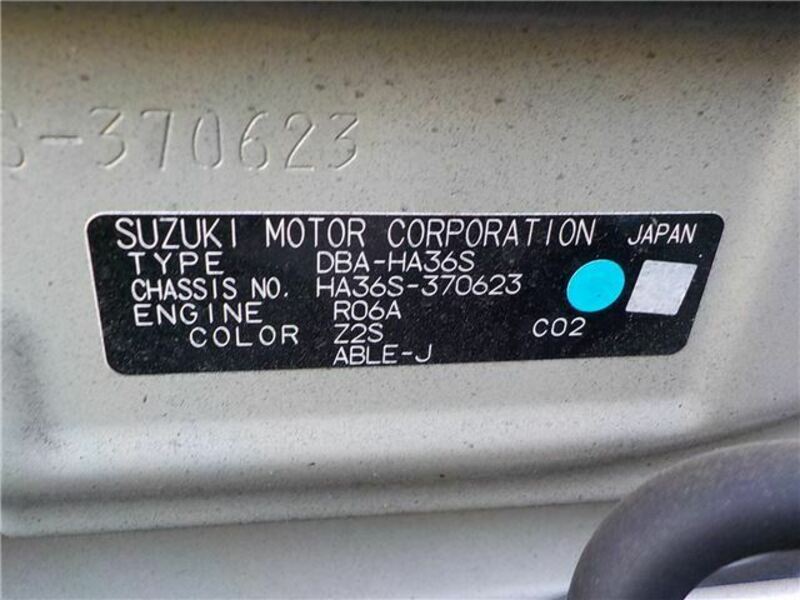 S-370623
SUZUKI MOTOR CORPORATION JAPAN
TYPE DBA-HA36S
CHASSIS NO. HA36S-370623
ENGINE R06A
COLOR Z2S C02
ABLE-J